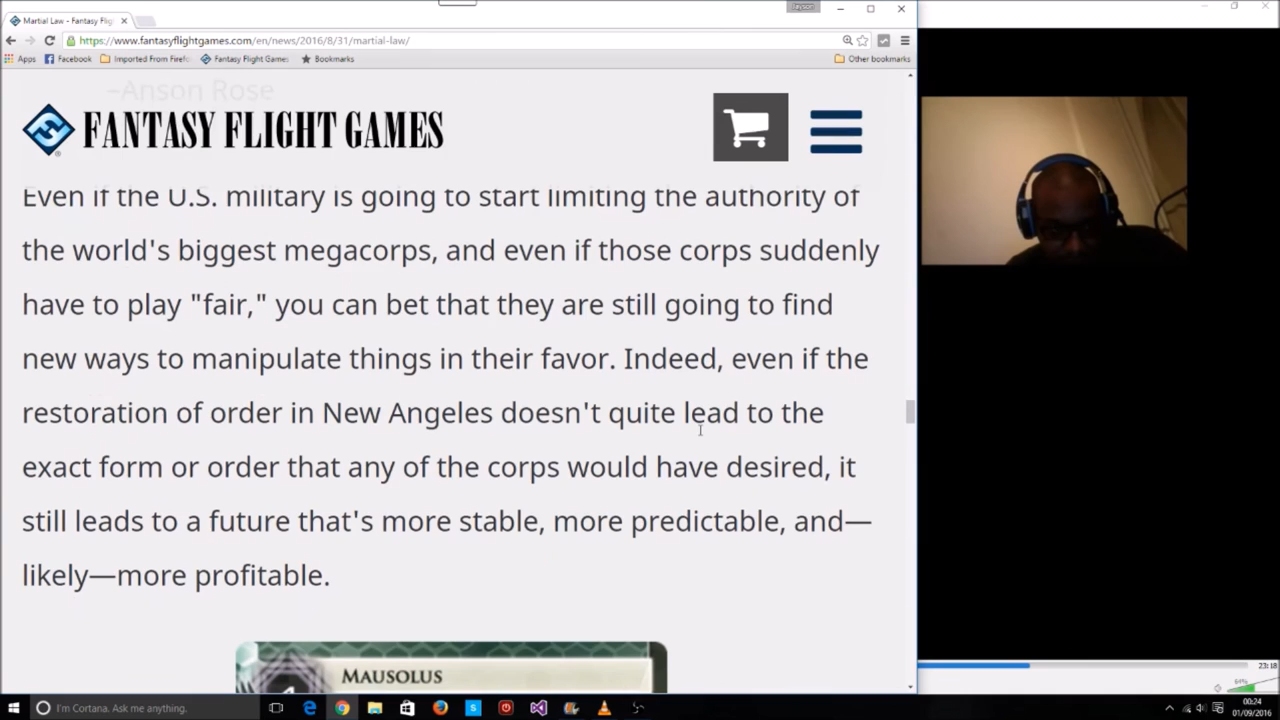 Martial Law - Fantasy Flig
Jayson
https://www.fantasyflightgames.com/en/news/2016/8/31/martial-law/
Apps
Facebook
Imported From Firefo
Fantasy Flight Games
Bookmarks
Other bookmarks
–Anson Rose
FANTASY FLIGHT GAMES
Even if the U.S. military is going to start limiting the authority of
the world's biggest megacorps, and even if those corps suddenly
have to play "fair," you can bet that they are still going to find
new ways to manipulate things in their favor. Indeed, even if the
restoration of order in New Angeles doesn't quite lead to the
exact form or order that any of the corps would have desired, it
still leads to a future that's more stable, more predictable, and—
likely—more profitable.
Mausolus
23:18
64%
I'm Cortana. Ask me anything.
00:24
01/09/2016